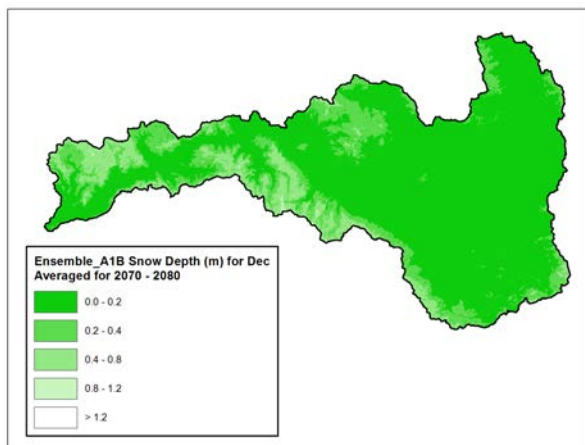 Ensemble_A1B Snow Depth (m) for Dec
Averaged for 2070 - 2080
0.0 - 0.2
0.2 - 0.4
0.4 - 0.8
0.8 - 1.2
> 1.2